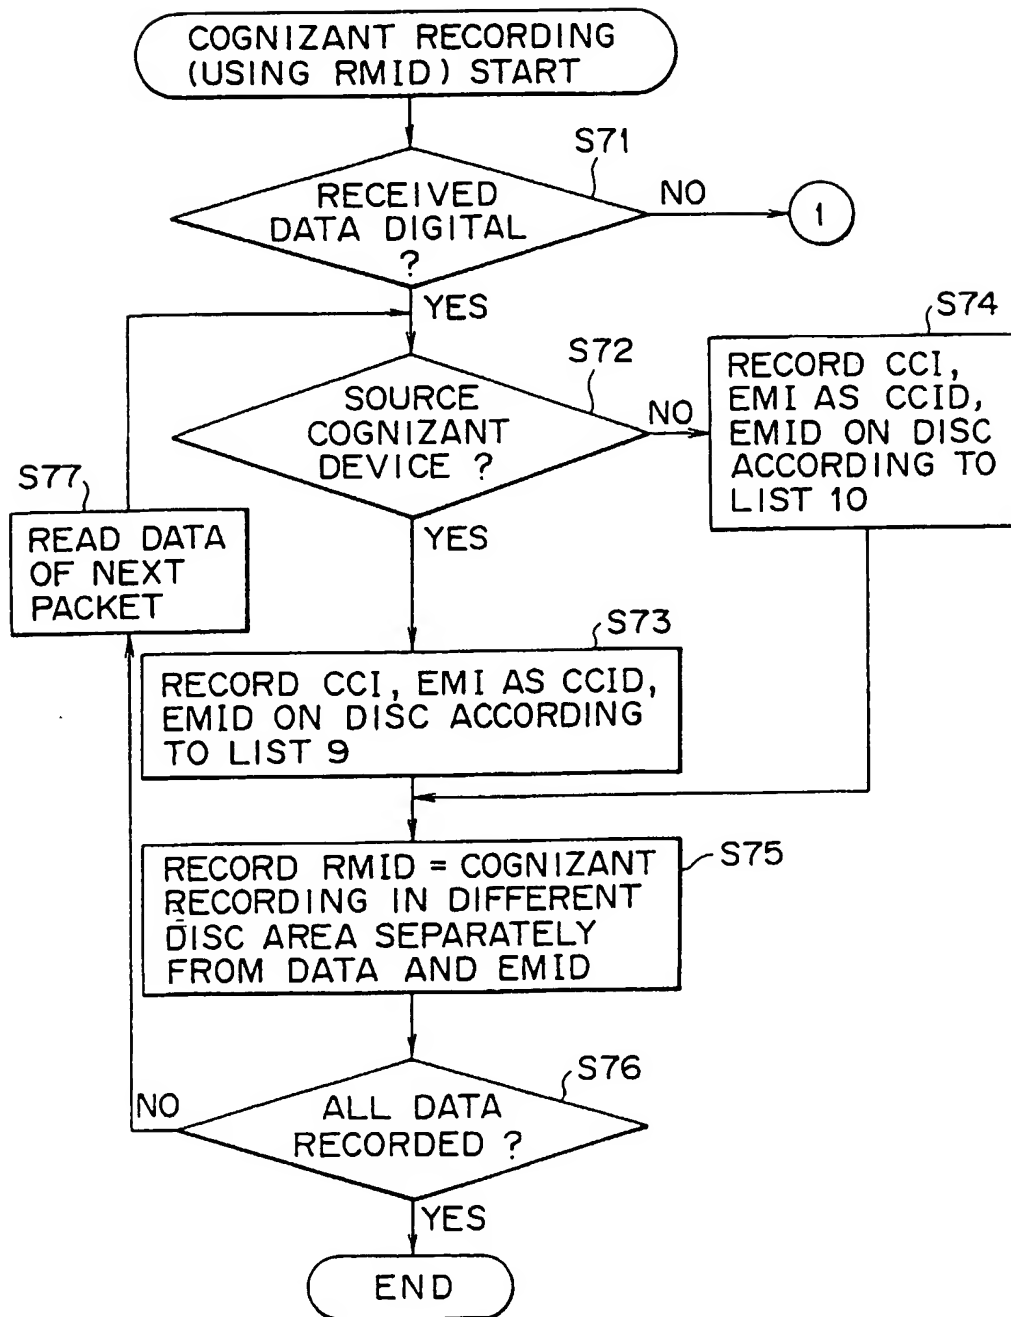 COGNIZANT RECORDING
(USING RMID) START
S71
RECEIVED
DATA DIGITAL
?
NO
1
YES
S72
SOURCE
COGNIZANT
DEVICE ?
NO
S74
RECORD CCI,
EMI AS CCID,
EMID ON DISC
ACCORDING TO
LIST 10
YES
S77
READ DATA
OF NEXT
PACKET
S73
RECORD CCI, EMI AS CCID,
EMID ON DISC ACCORDING
TO LIST 9
S75
RECORD RMID = COGNIZANT
RECORDING IN DIFFERENT
DISC AREA SEPARATELY
FROM DATA AND EMID
S76
ALL DATA
RECORDED ?
NO
YES
END